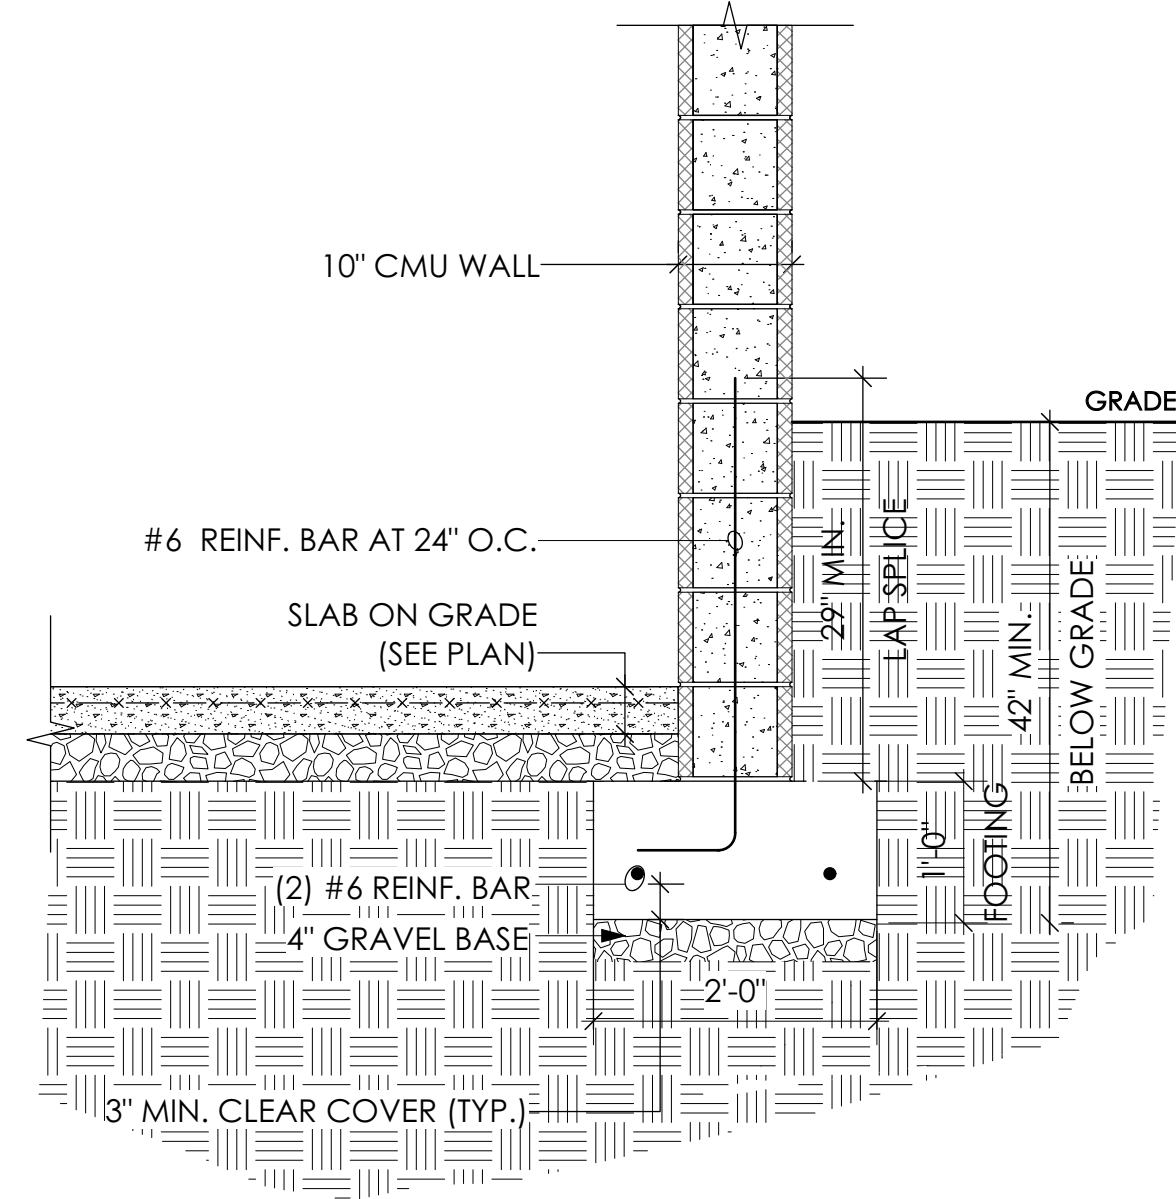 10" CMU WALL
GRADE
#6 REINF. BAR AT 24" O.C.
29" MIN.
LAP SPLICE
SLAB ON GRADE
(SEE PLAN)
42" MIN.
BELOW GRADE
1'-0"
FOOTING
(2) #6 REINF. BAR
4" GRAVEL BASE
2'-0"
3" MIN. CLEAR COVER (TYP.)